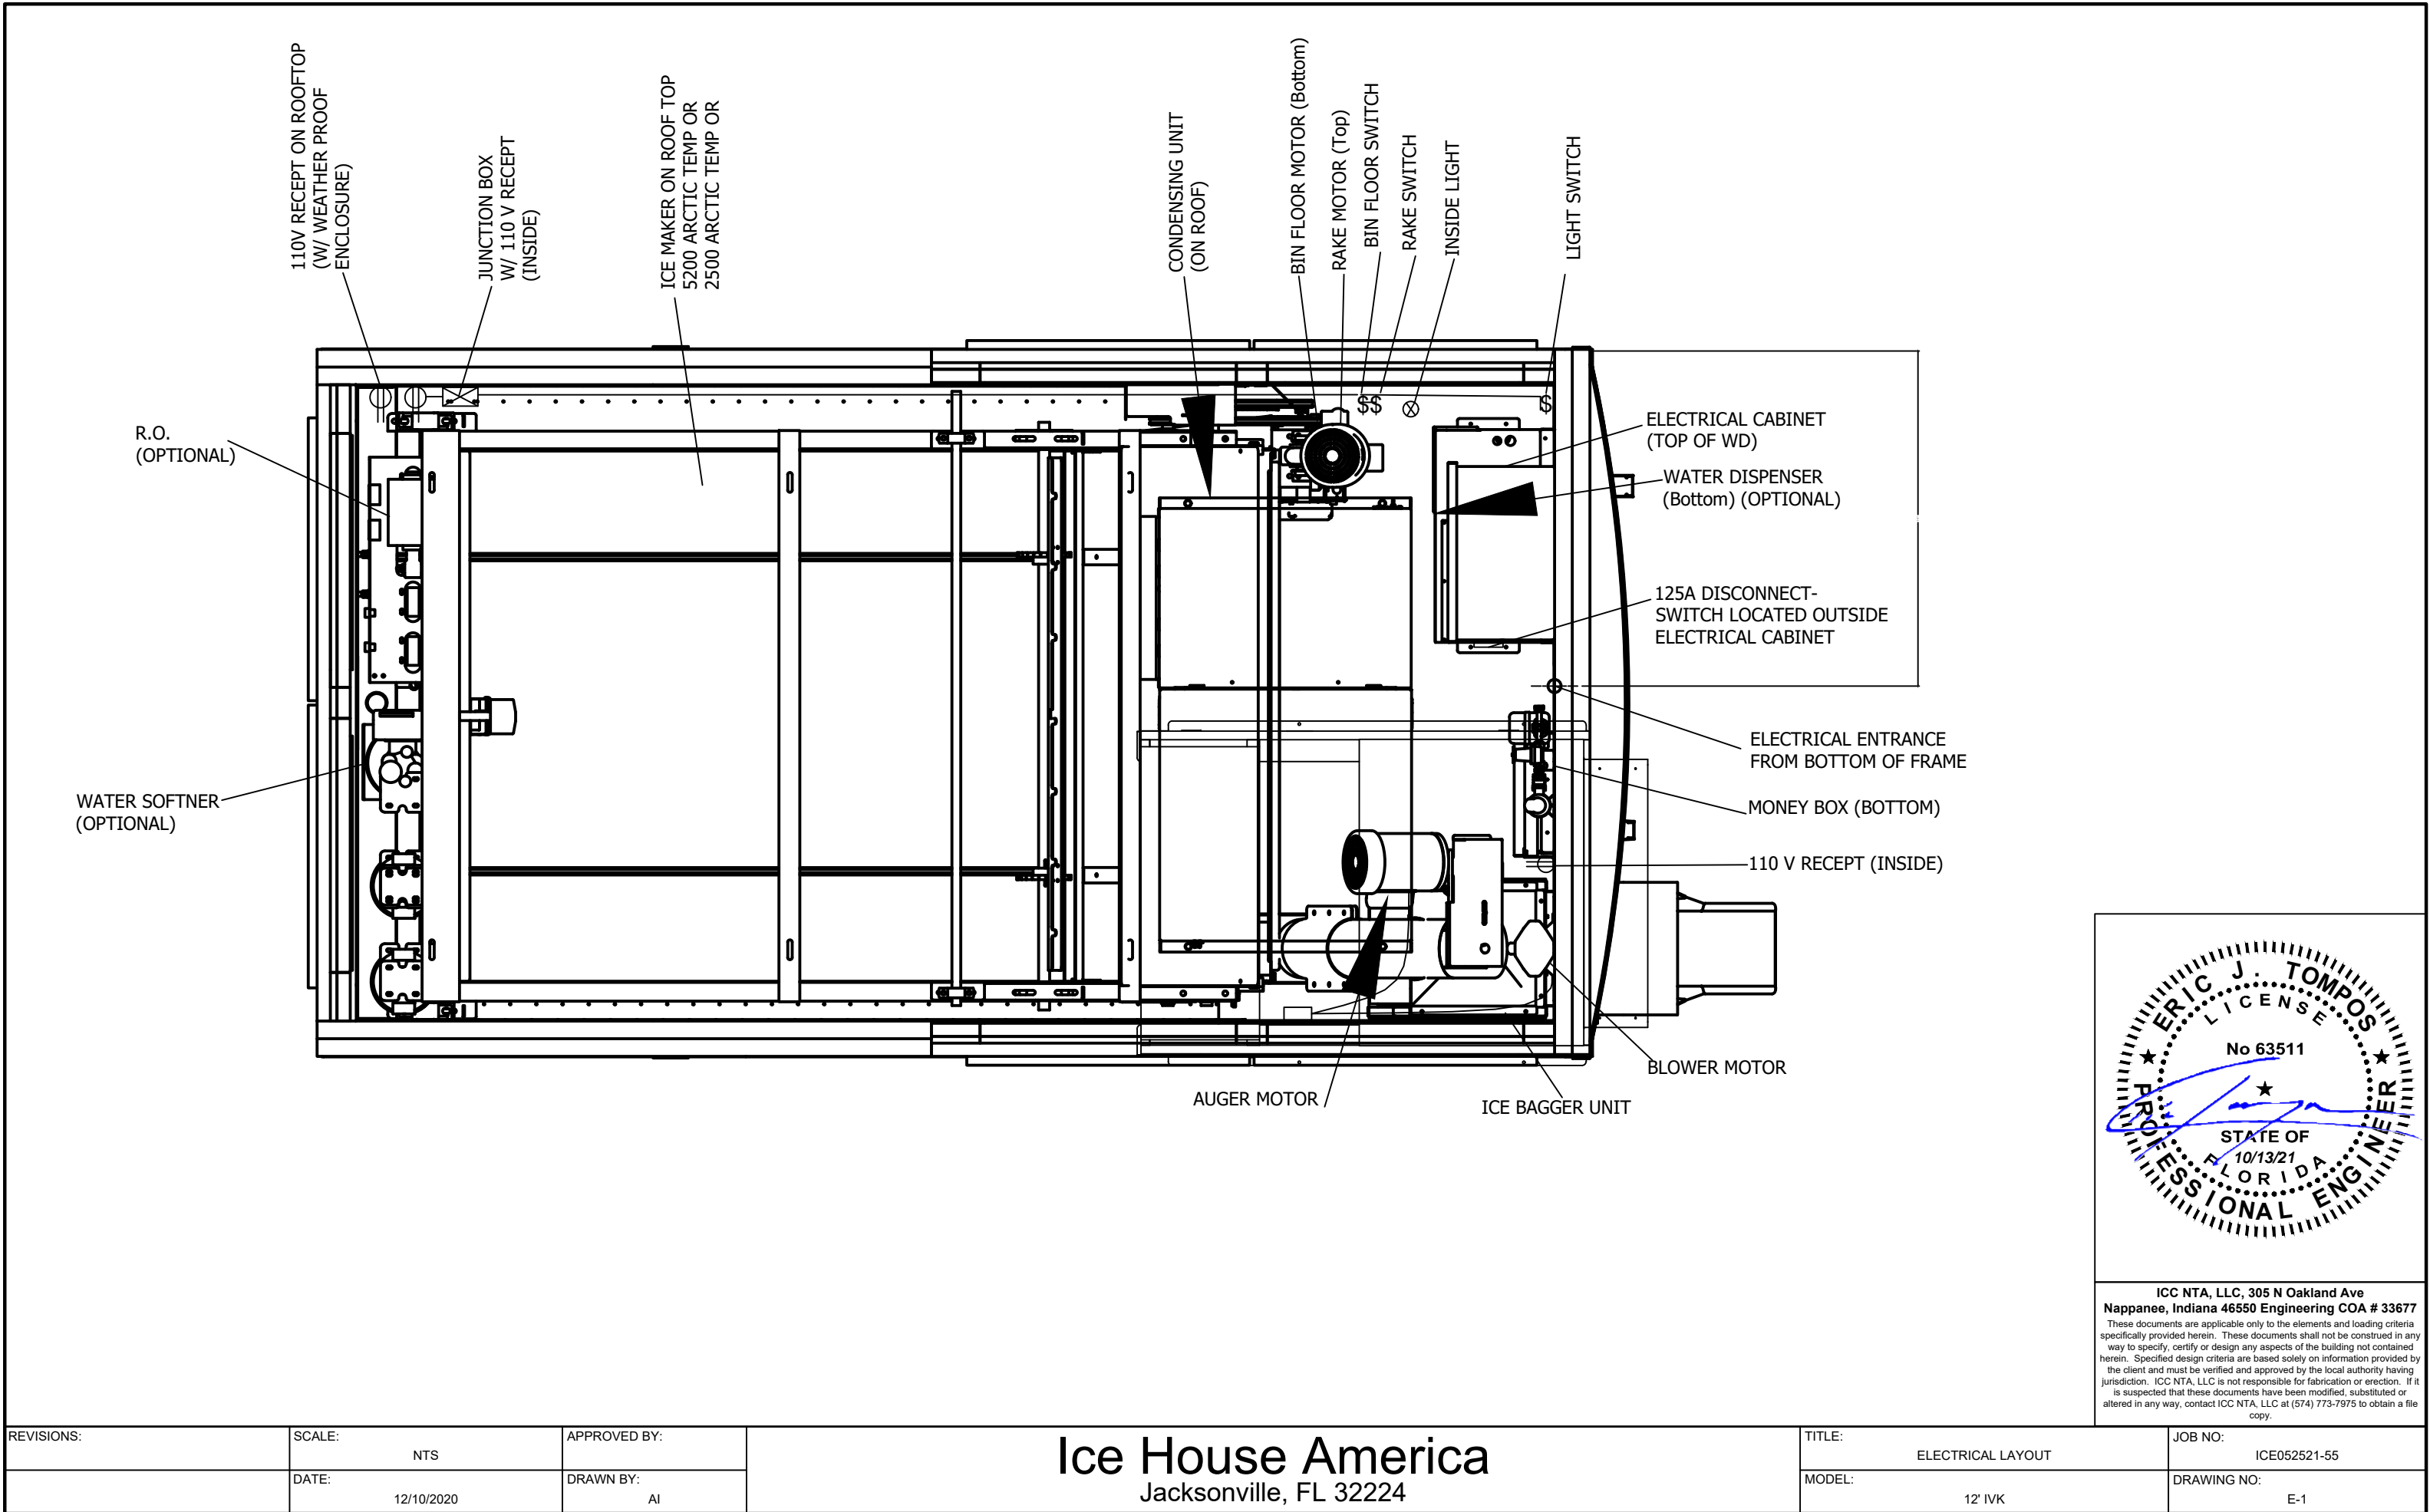 110V RECEPT ON ROOFTOP
(W/ WEATHER PROOF
ENCLOSURE)
JUNCTION BOX
W/ 110 V RECEPT
(INSIDE)
ICE MAKER ON ROOF TOP
5200 ARCTIC TEMP OR
2500 ARCTIC TEMP OR
CONDENSING UNIT
(ON ROOF)
BIN FLOOR MOTOR (Bottom)
RAKE MOTOR (Top)
BIN FLOOR SWITCH
RAKE SWITCH
INSIDE LIGHT
LIGHT SWITCH
$$
$
R.O.
(OPTIONAL)
WATER SOFTNER
(OPTIONAL)
ELECTRICAL CABINET
(TOP OF WD)
WATER DISPENSER
(Bottom) (OPTIONAL)
125A DISCONNECT-
SWITCH LOCATED OUTSIDE
ELECTRICAL CABINET
ELECTRICAL ENTRANCE
FROM BOTTOM OF FRAME
MONEY BOX (BOTTOM)
110 V RECEPT (INSIDE)
BLOWER MOTOR
ICE BAGGER UNIT
AUGER MOTOR
ERIC J. TOMPOS
LICENSE
No 63511
STATE OF
10/13/21
FLORIDA
PROFESSIONAL ENGINEER
ICC NTA, LLC, 305 N Oakland Ave
Nappanee, Indiana 46550 Engineering COA # 33677
These documents are applicable only to the elements and loading criteria
specifically provided herein. These documents shall not be construed in any
way to specify, certify or design any aspects of the building not contained
herein. Specified design criteria are based solely on information provided by
the client and must be verified and approved by the local authority having
jurisdiction. ICC NTA, LLC is not responsible for fabrication or erection. If it
is suspected that these documents have been modified, substituted or
altered in any way, contact ICC NTA, LLC at (574) 773-7975 to obtain a file
copy.
REVISIONS:
SCALE:
NTS
APPROVED BY:
DATE:
12/10/2020
DRAWN BY:
AI
Ice House America
Jacksonville, FL 32224
TITLE:
ELECTRICAL LAYOUT
JOB NO:
ICE052521-55
MODEL:
12' IVK
DRAWING NO:
E-1